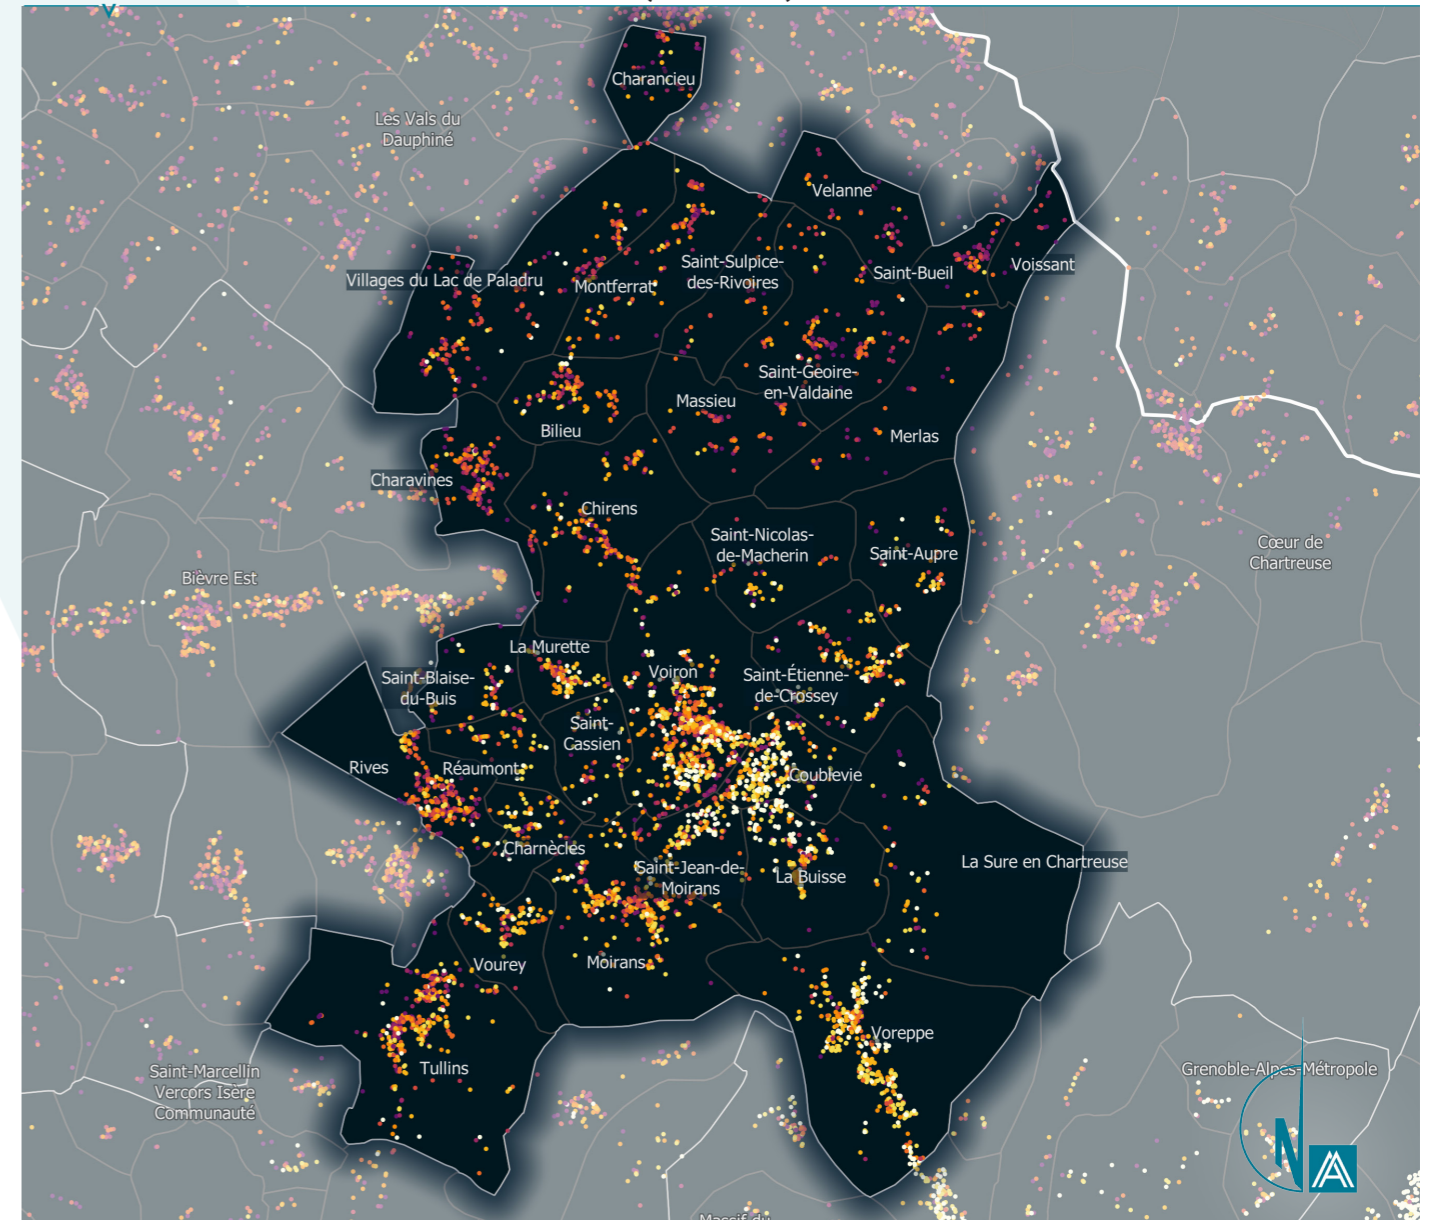 Charancieu
Les Vals du
Dauphiné
Velanne
Villages du Lac de Paladru
Montferrat
Saint-Sulpice-
des-Rivoires
Saint-Bueil
Voissant
Saint-Geoire-
en-Valdaine
Massieu
Bilieu
Merlas
Charavines
Chirens
Saint-Nicolas-
de-Macherin
Saint-Aupre
Cœur de
Chartreuse
Bièvre Est
La Murette
Saint-Blaise-
du-Buis
Voiron
Saint-Étienne-
de-Crossey
Saint-
Cassien
Rives
Réaumont
Coublevie
Charnècles
Saint-Jean-de-
Moirans
La Buisse
La Sure en Chartreuse
Vourey
Moirans
Voreppe
Tullins
Saint-Marcellin
Vercors Isère
Communauté
Grenoble-Alpes-Métropole
N
Massif du